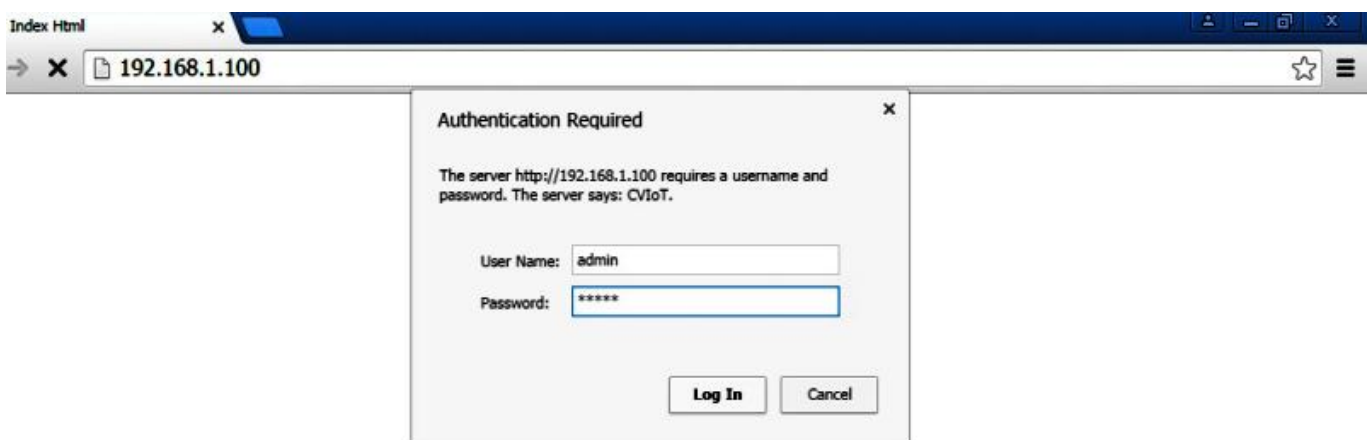 Index Html
192.168.1.100
Authentication Required
The server http://192.168.1.100 requires a username and
password. The server says: CVIoT.
User Name: admin
Password: *****
Log In Cancel